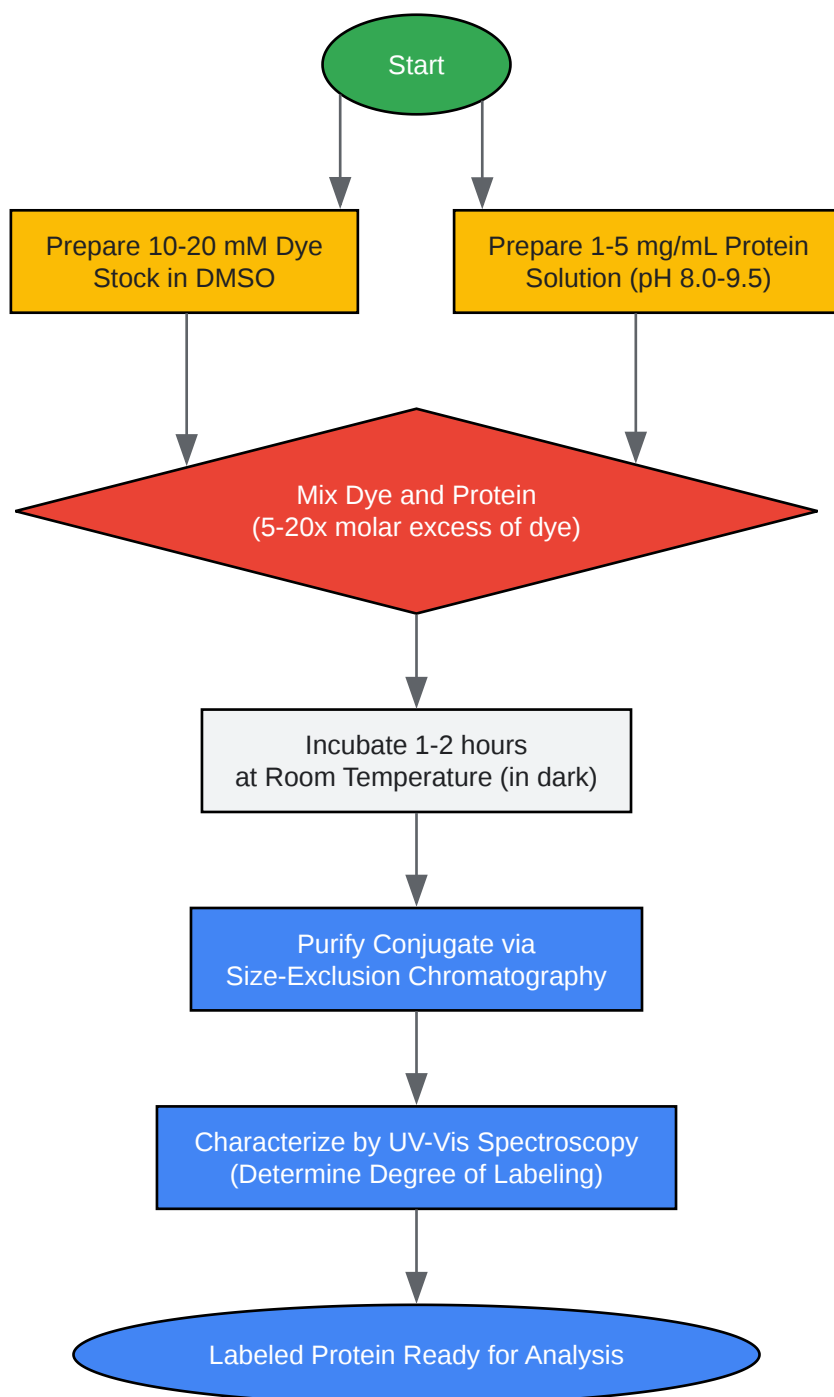 Start
Prepare 10-20 mM Dye
Stock in DMSO
Prepare 1-5 mg/mL Protein
Solution (pH 8.0-9.5)
Mix Dye and Protein
(5-20x molar excess of dye)
Incubate 1-2 hours
at Room Temperature (in dark)
Purify Conjugate via
Size-Exclusion Chromatography
Characterize by UV-Vis Spectroscopy
(Determine Degree of Labeling)
Labeled Protein Ready for Analysis